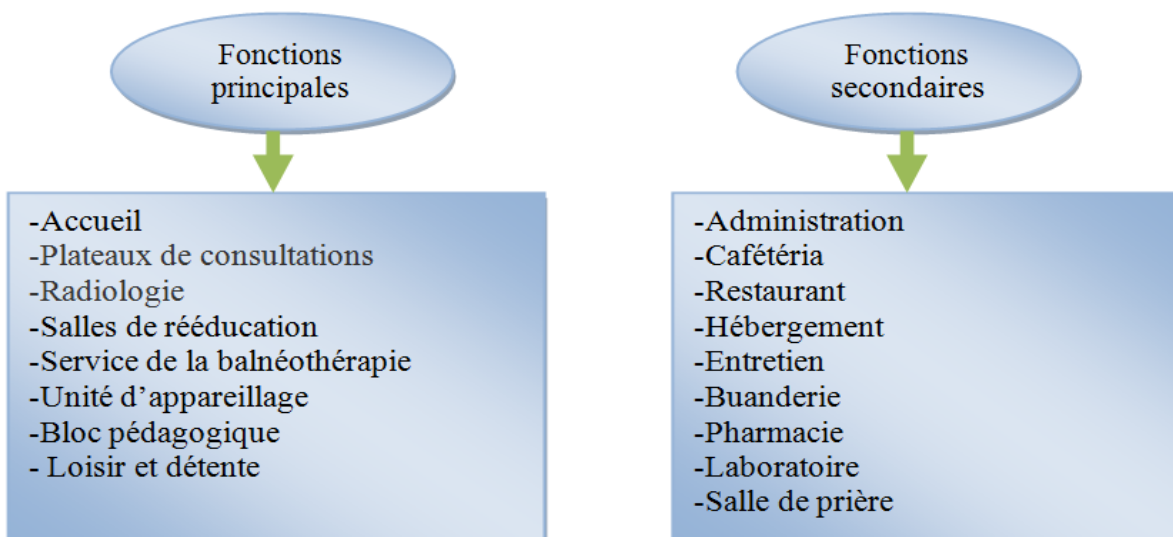 Fonctions
principales
-Accueil
-Plateaux de consultations
-Radiologie
-Salles de rééducation
-Service de la balnéothérapie
-Unité d’appareillage
-Bloc pédagogique
- Loisir et détente
Fonctions
secondaires
-Administration
-Cafétéria
-Restaurant
-Hébergement
-Entretien
-Buanderie
-Pharmacie
-Laboratoire
-Salle de prière